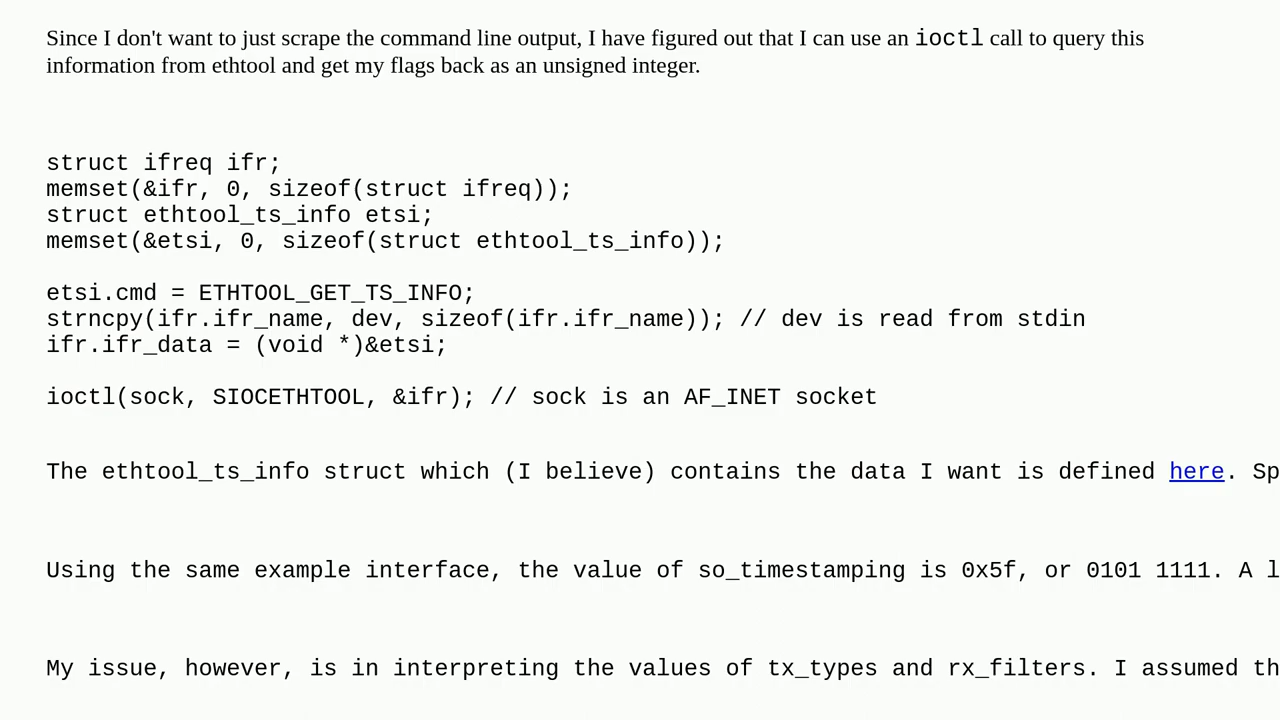 Since I don't want to just scrape the command line output, I have figured out that I can use an ioctl call to query this
information from ethtool and get my flags back as an unsigned integer.
struct ifreq ifr;
memset(&ifr, 0, sizeof(struct ifreq));
struct ethtool_ts_info etsi;
memset(&etsi, 0, sizeof(struct ethtool_ts_info));
etsi.cmd = ETHTOOL_GET_TS_INFO;
strncpy(ifr.ifr_name, dev, sizeof(ifr.ifr_name)); // dev is read from stdin
ifr.ifr_data = (void *)&etsi;
ioctl(sock, SIOCETHTOOL, &ifr); // sock is an AF_INET socket
The ethtool_ts_info struct which (I believe) contains the data I want is defined here. Sp
Using the same example interface, the value of so_timestamping is 0x5f, or 0101 1111. A l
My issue, however, is in interpreting the values of tx_types and rx_filters. I assumed th